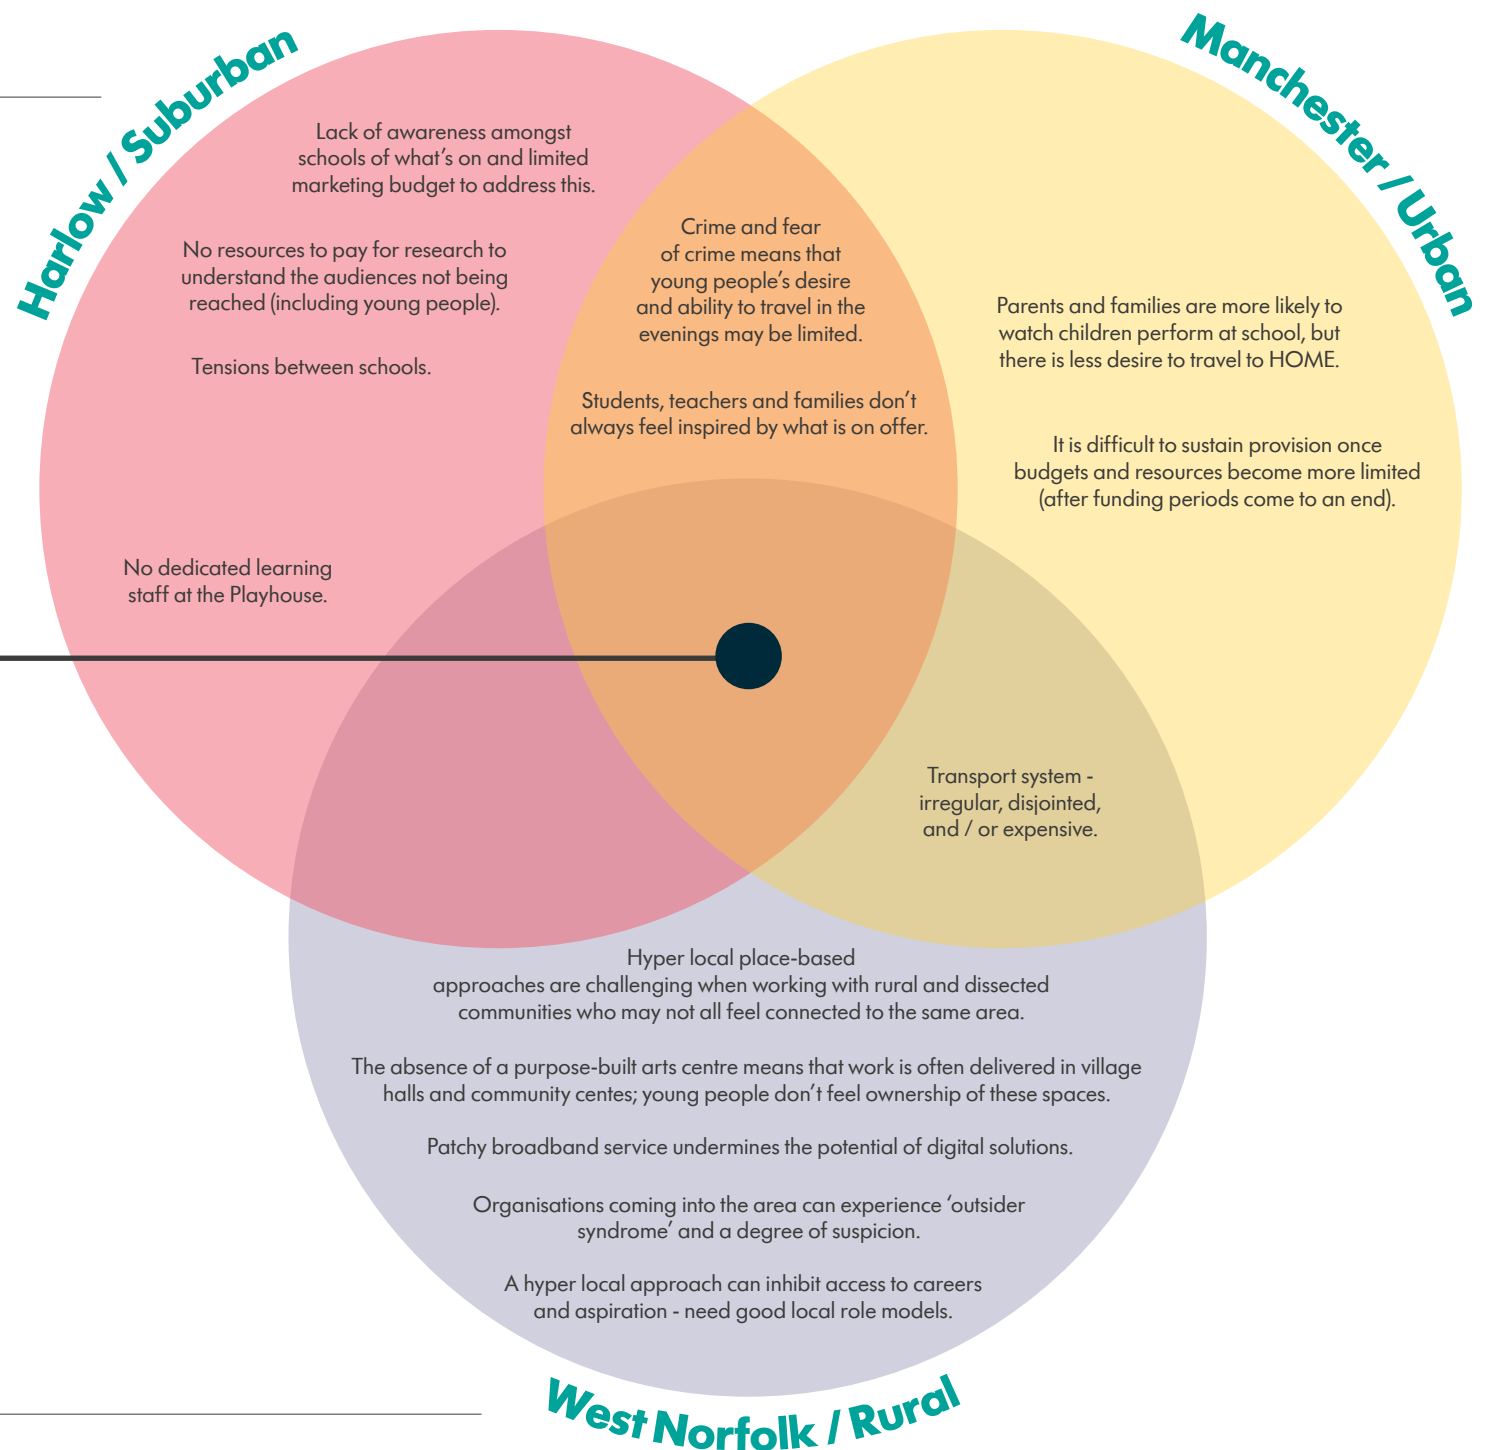 Harlow / Suburban
Manchester / Urban
Lack of awareness amongst
schools of what’s on and limited
marketing budget to address this.
No resources to pay for research to
understand the audiences not being
reached (including young people).
Tensions between schools.
No dedicated learning
staff at the Playhouse.
Crime and fear
of crime means that
young people’s desire
and ability to travel in the
evenings may be limited.
Students, teachers and families don’t
always feel inspired by what is on offer.
Parents and families are more likely to
watch children perform at school, but
there is less desire to travel to HOME.
It is difficult to sustain provision once
budgets and resources become more limited
(after funding periods come to an end).
Transport system -
irregular, disjointed,
and / or expensive.
Hyper local place-based
approaches are challenging when working with rural and dissected
communities who may not all feel connected to the same area.
The absence of a purpose-built arts centre means that work is often delivered in village
halls and community centes; young people don’t feel ownership of these spaces.
Patchy broadband service undermines the potential of digital solutions.
Organisations coming into the area can experience ‘outsider
syndrome’ and a degree of suspicion.
A hyper local approach can inhibit access to careers
and aspiration - need good local role models.
West Norfolk / Rural